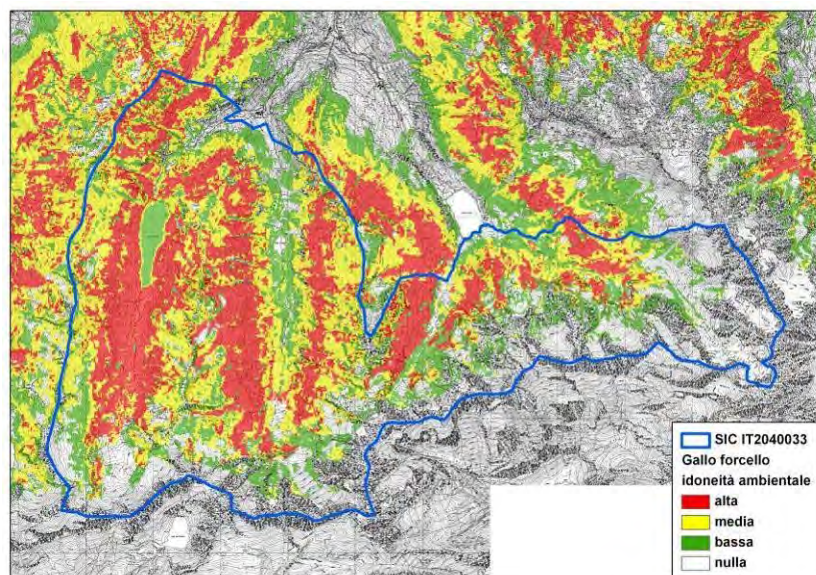 SIC IT2040033
Gallo forcello
idoneità ambientale
alta
media
bassa
nulla